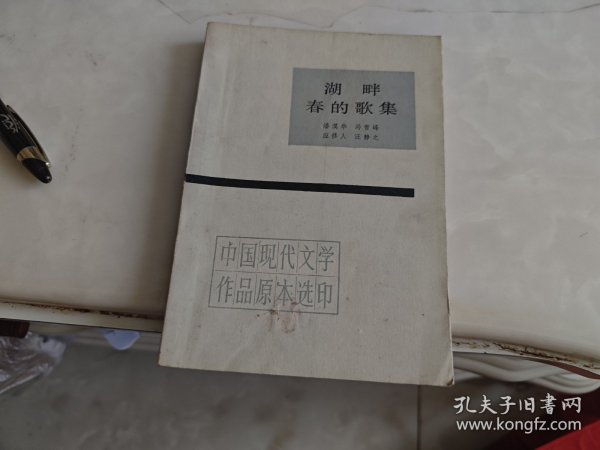 湖畔
春的歌集
潘漠华 冯雪峰
应修人 汪静之
中国现代文学
作品原本选印
孔夫子旧书网
www.kongfz.com